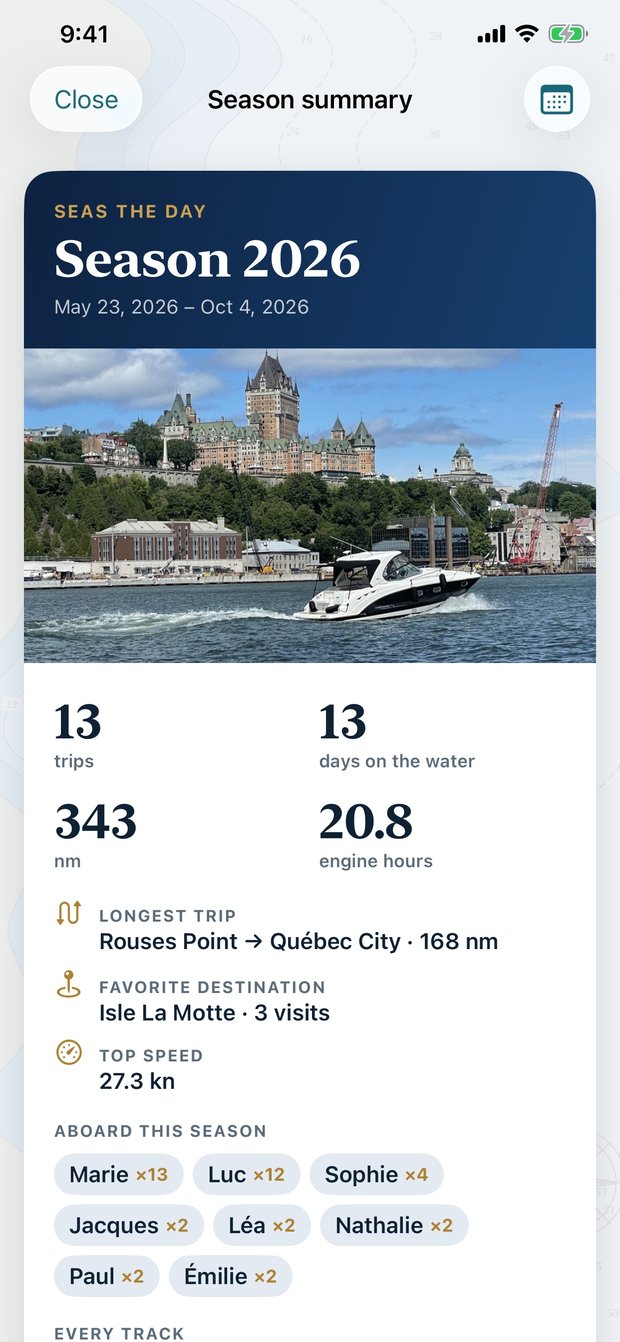 9:41
Close
Season summary
SEAS THE DAY
Season 2026
May 23, 2026 – Oct 4, 2026
13
trips
13
days on the water
343
nm
20.8
engine hours
LONGEST TRIP
Rouses Point → Québec City · 168 nm
FAVORITE DESTINATION
Isle La Motte · 3 visits
TOP SPEED
27.3 kn
ABOARD THIS SEASON
Marie ×13
Luc ×12
Sophie ×4
Jacques ×2
Léa ×2
Nathalie ×2
Paul ×2
Émilie ×2
EVERY TRACK